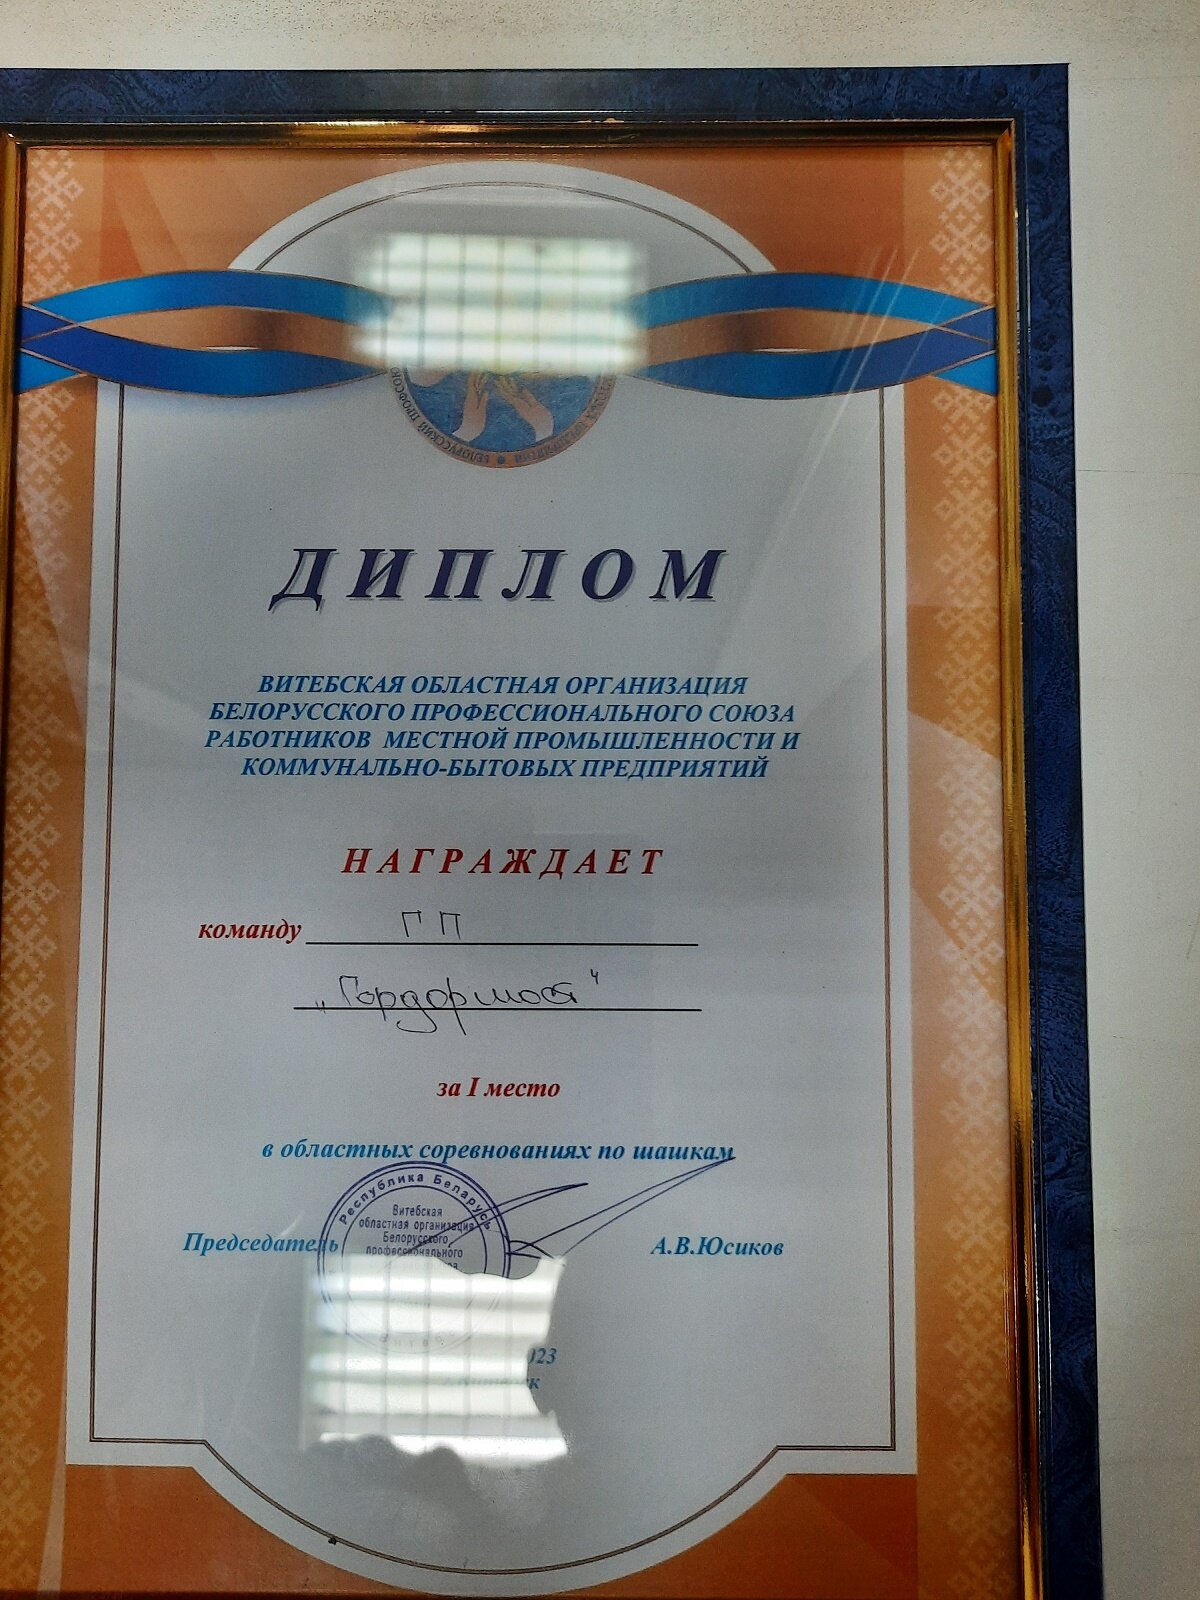 БЕЛОРУССКИЙ
ДИПЛОМ
ВИТЕБСКАЯ ОБЛАСТНАЯ ОРГАНИЗАЦИЯ
БЕЛОРУССКОГО ПРОФЕССИОНАЛЬНОГО СОЮЗА
РАБОТНИКОВ МЕСТНОЙ ПРОМЫШЛЕННОСТИ И
КОММУНАЛЬНО-БЫТОВЫХ ПРЕДПРИЯТИЙ
НАГРАЖДАЕТ
команду ГП
„Гордормост"
за I место
в областных соревнованиях по шашкам
Республика Беларусь
Витебская
областная организация
Белорусского
профессионального
Председатель А.В.Юсиков